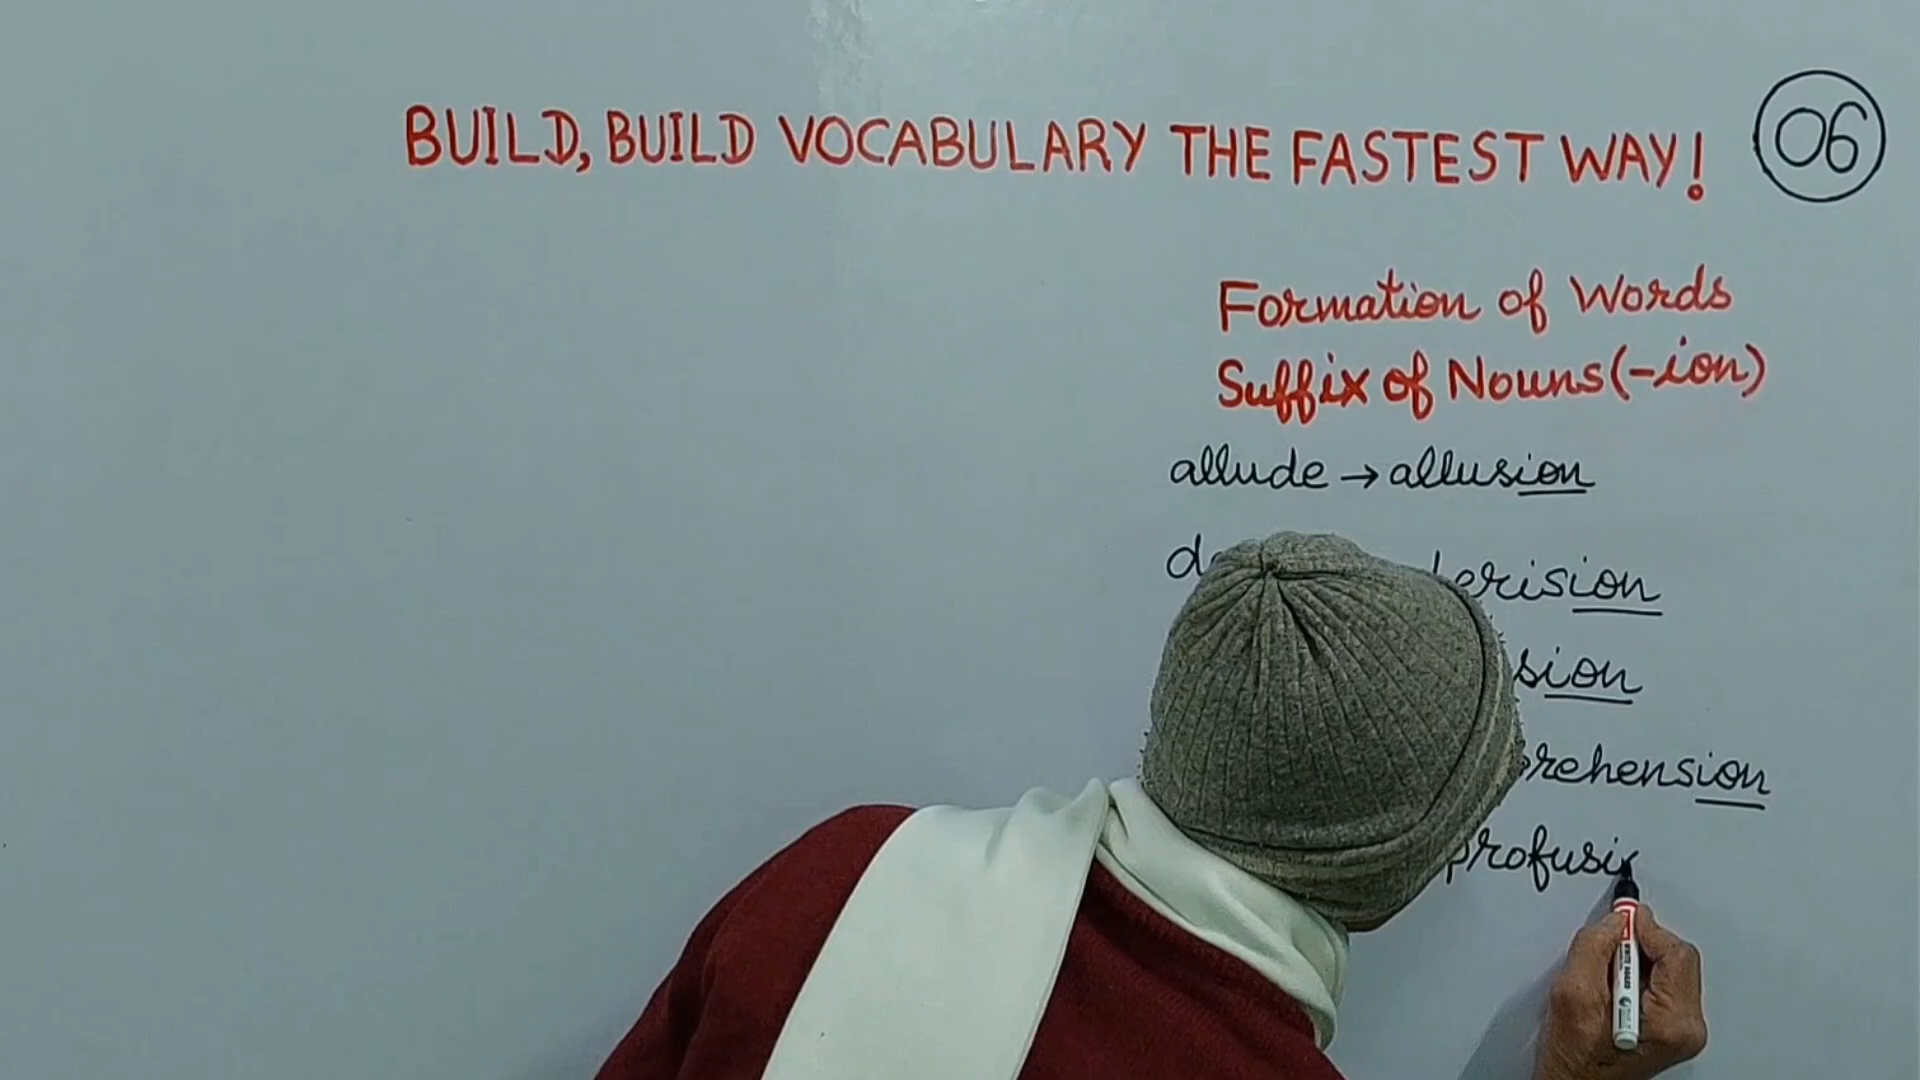 BUILD, BUILD VOCABULARY THE FASTEST WAY! 06
Formation of Words
Suffix of Nouns (-ion)
allude → allusion
erision
sion
rehension
profusi